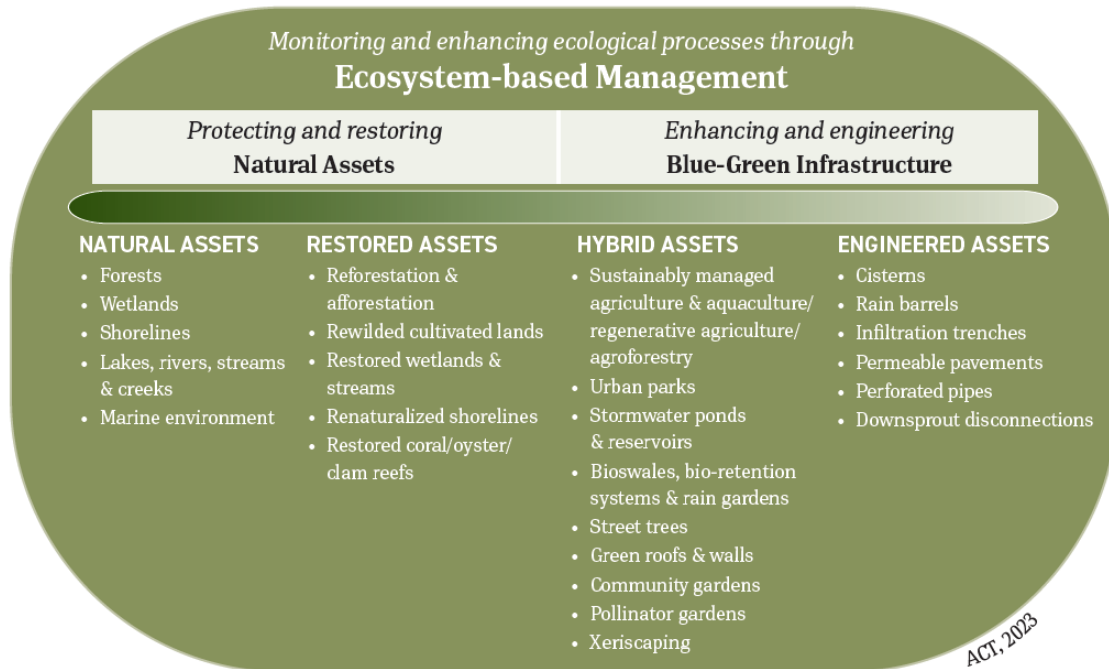 Monitoring and enhancing ecological processes through
Ecosystem-based Management
Protecting and restoring
Natural Assets
Enhancing and engineering
Blue-Green Infrastructure
NATURAL ASSETS
• Forests
• Wetlands
• Shorelines
• Lakes, rivers, streams
& creeks
• Marine environment
RESTORED ASSETS
• Reforestation &
afforestation
• Rewilded cultivated lands
• Restored wetlands &
streams
• Renaturalized shorelines
• Restored coral/oyster/
clam reefs
HYBRID ASSETS
• Sustainably managed
agriculture & aquaculture/
regenerative agriculture/
agroforestry
• Urban parks
• Stormwater ponds
& reservoirs
• Bioswales, bio-retention
systems & rain gardens
• Street trees
• Green roofs & walls
• Community gardens
• Pollinator gardens
• Xeriscaping
ENGINEERED ASSETS
• Cisterns
• Rain barrels
• Infiltration trenches
• Permeable pavements
• Perforated pipes
• Downsprout disconnections
ACT, 2023